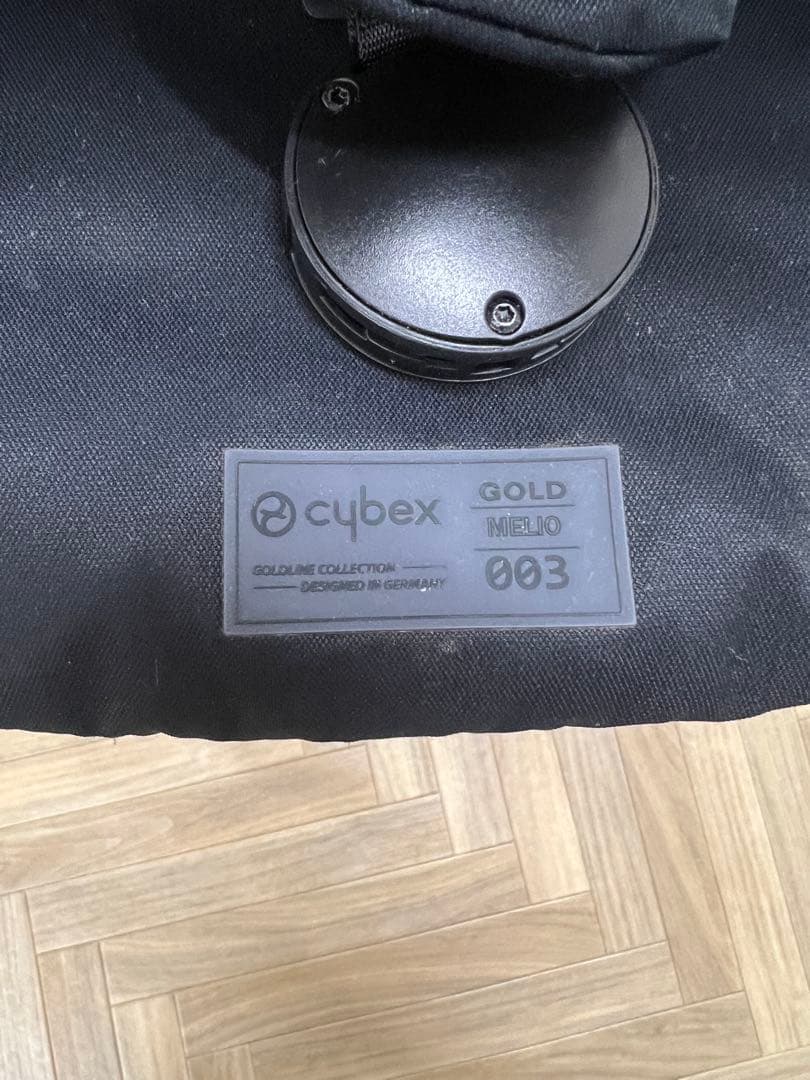 cybex
GOLDLINE COLLECTION
DESIGNED IN GERMANY
GOLD
MELIO
003